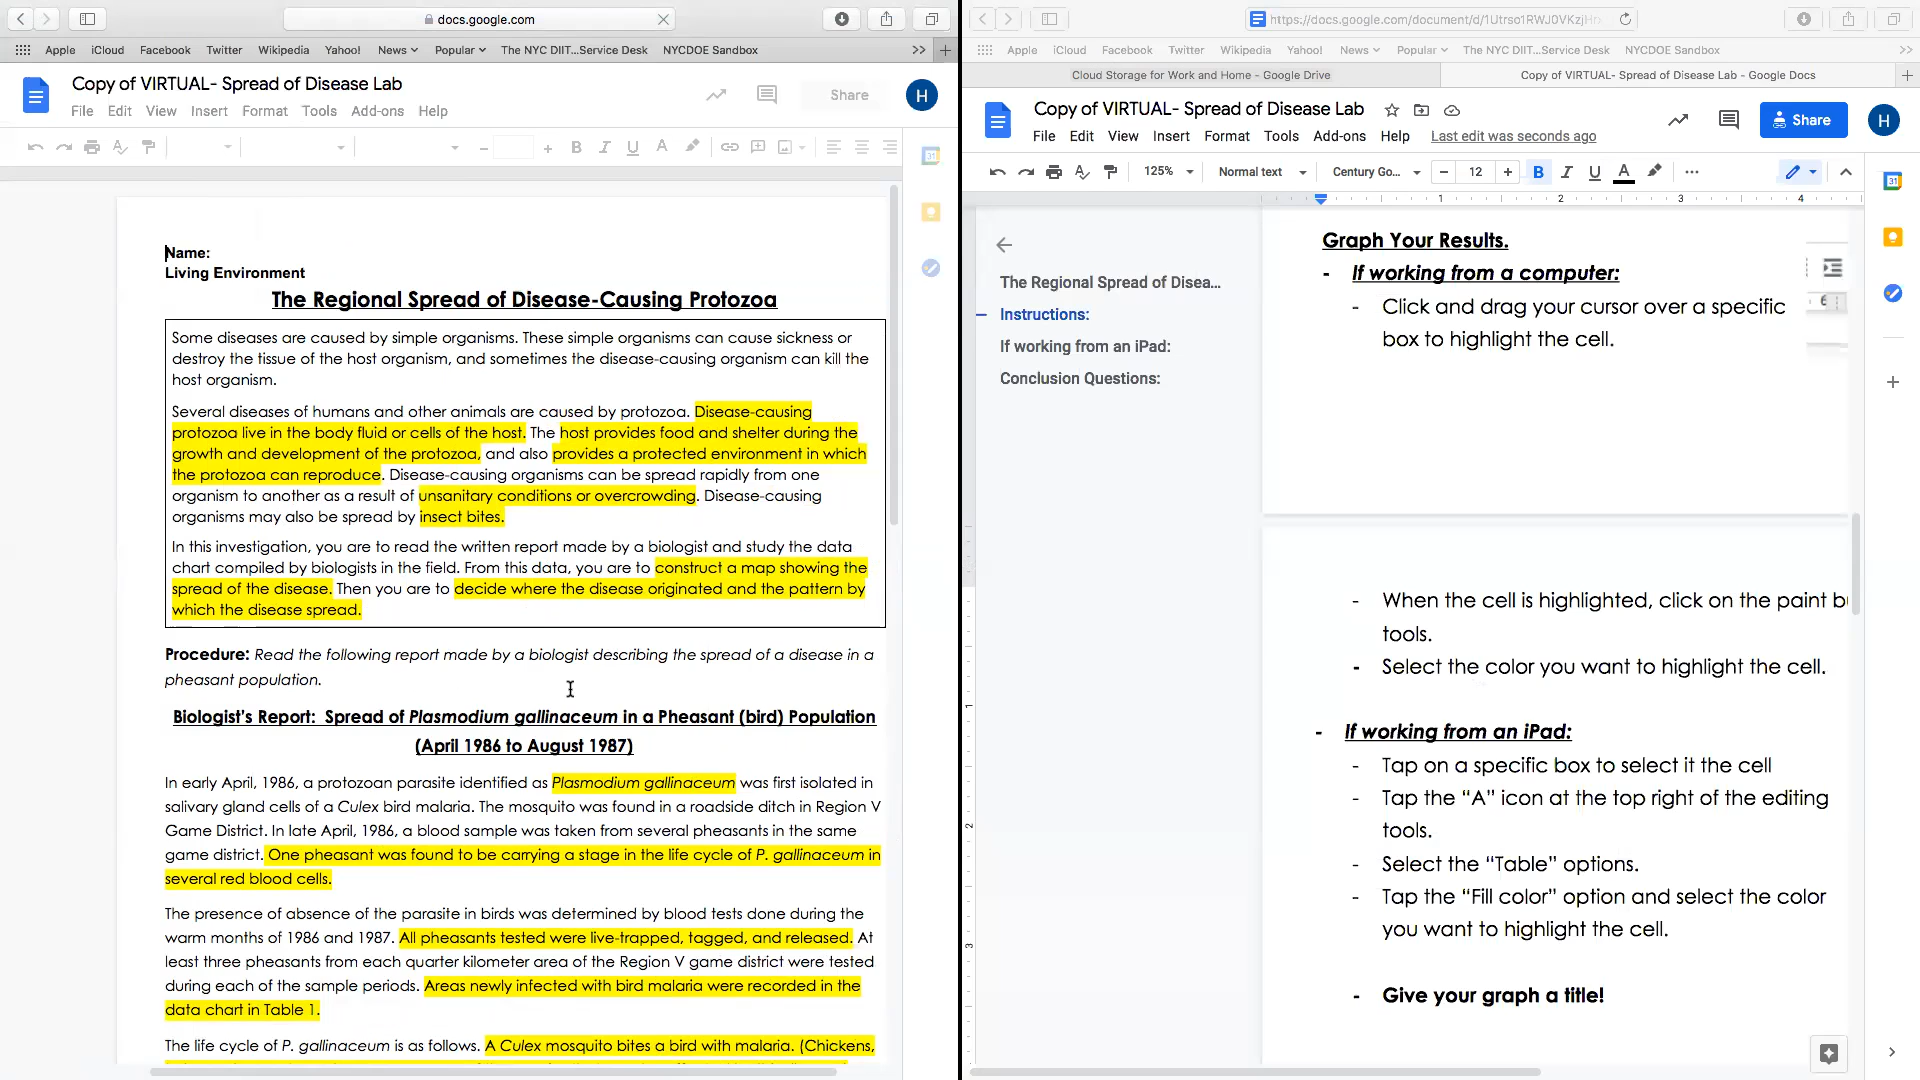 docs.google.com
Apple iCloud Facebook Twitter Wikipedia Yahoo! News Popular The NYC DIIT...Service Desk NYCDOE Sandbox
Copy of VIRTUAL- Spread of Disease Lab
File Edit View Insert Format Tools Add-ons Help
Share
H
Name:
Living Environment
The Regional Spread of Disease-Causing Protozoa
Some diseases are caused by simple organisms. These simple organisms can cause sickness or
destroy the tissue of the host organism, and sometimes the disease-causing organism can kill the
host organism.
Several diseases of humans and other animals are caused by protozoa. Disease-causing
protozoa live in the body fluid or cells of the host. The host provides food and shelter during the
growth and development of the protozoa, and also provides a protected environment in which
the protozoa can reproduce. Disease-causing organisms can be spread rapidly from one
organism to another as a result of unsanitary conditions or overcrowding. Disease-causing
organisms may also be spread by insect bites.
In this investigation, you are to read the written report made by a biologist and study the data
chart compiled by biologists in the field. From this data, you are to construct a map showing the
spread of the disease. Then you are to decide where the disease originated and the pattern by
which the disease spread.
Procedure: Read the following report made by a biologist describing the spread of a disease in a
pheasant population.
Biologist's Report: Spread of Plasmodium gallinaceum in a Pheasant (bird) Population
(April 1986 to August 1987)
In early April, 1986, a protozoan parasite identified as Plasmodium gallinaceum was first isolated in
salivary gland cells of a Culex bird malaria. The mosquito was found in a roadside ditch in Region V
Game District. In late April, 1986, a blood sample was taken from several pheasants in the same
game district. One pheasant was found to be carrying a stage in the life cycle of P. gallinaceum in
several red blood cells.
The presence of absence of the parasite in birds was determined by blood tests done during the
warm months of 1986 and 1987. All pheasants tested were live-trapped, tagged, and released. At
least three pheasants from each quarter kilometer area of the Region V game district were tested
during each of the sample periods. Areas newly infected with bird malaria were recorded in the
data chart in Table 1.
The life cycle of P. gallinaceum is as follows. A Culex mosquito bites a bird with malaria. (Chickens,
https://docs.google.com/document/d/1Utrso1RWJ0VKzjHr
Apple iCloud Facebook Twitter Wikipedia Yahoo! News Popular The NYC DIIT...Service Desk NYCDOE Sandbox
Cloud Storage for Work and Home - Google Drive
Copy of VIRTUAL- Spread of Disease Lab - Google Docs
Copy of VIRTUAL- Spread of Disease Lab
File Edit View Insert Format Tools Add-ons Help Last edit was seconds ago
Share
H
125% Normal text Century Go... 12 B I U A
1 2 3 4
The Regional Spread of Disea...
Instructions:
If working from an iPad:
Conclusion Questions:
Graph Your Results.
- If working from a computer:
- Click and drag your cursor over a specific
box to highlight the cell.
- When the cell is highlighted, click on the paint bu
tools.
- Select the color you want to highlight the cell.
- If working from an iPad:
- Tap on a specific box to select it the cell
- Tap the “A” icon at the top right of the editing
tools.
- Select the “Table” options.
- Tap the “Fill color” option and select the color
you want to highlight the cell.
- Give your graph a title!
1
2
3